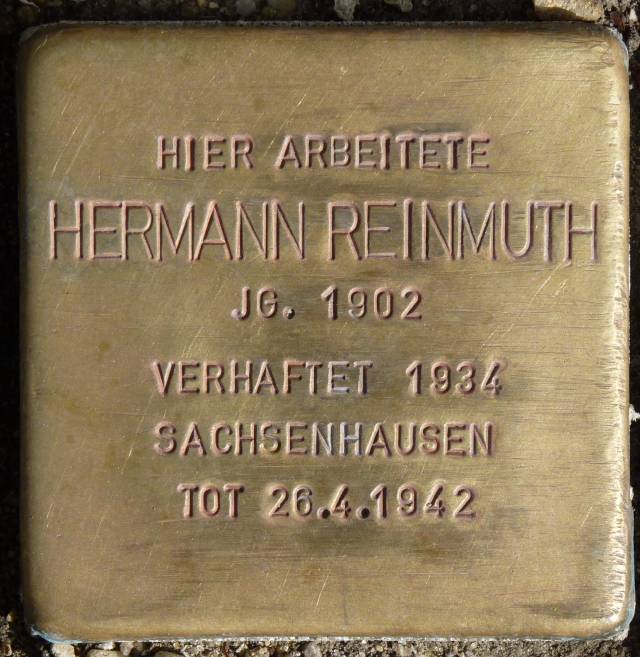 HIER ARBEITETE
HERMANN REINMUTH
JG. 1902
VERHAFTET 1934
SACHSENHAUSEN
TOT 26.4.1942